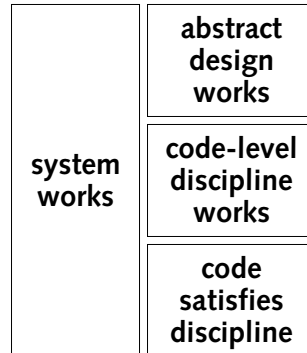 system
works
abstract
design
works
code-level
discipline
works
code
satisfies
discipline